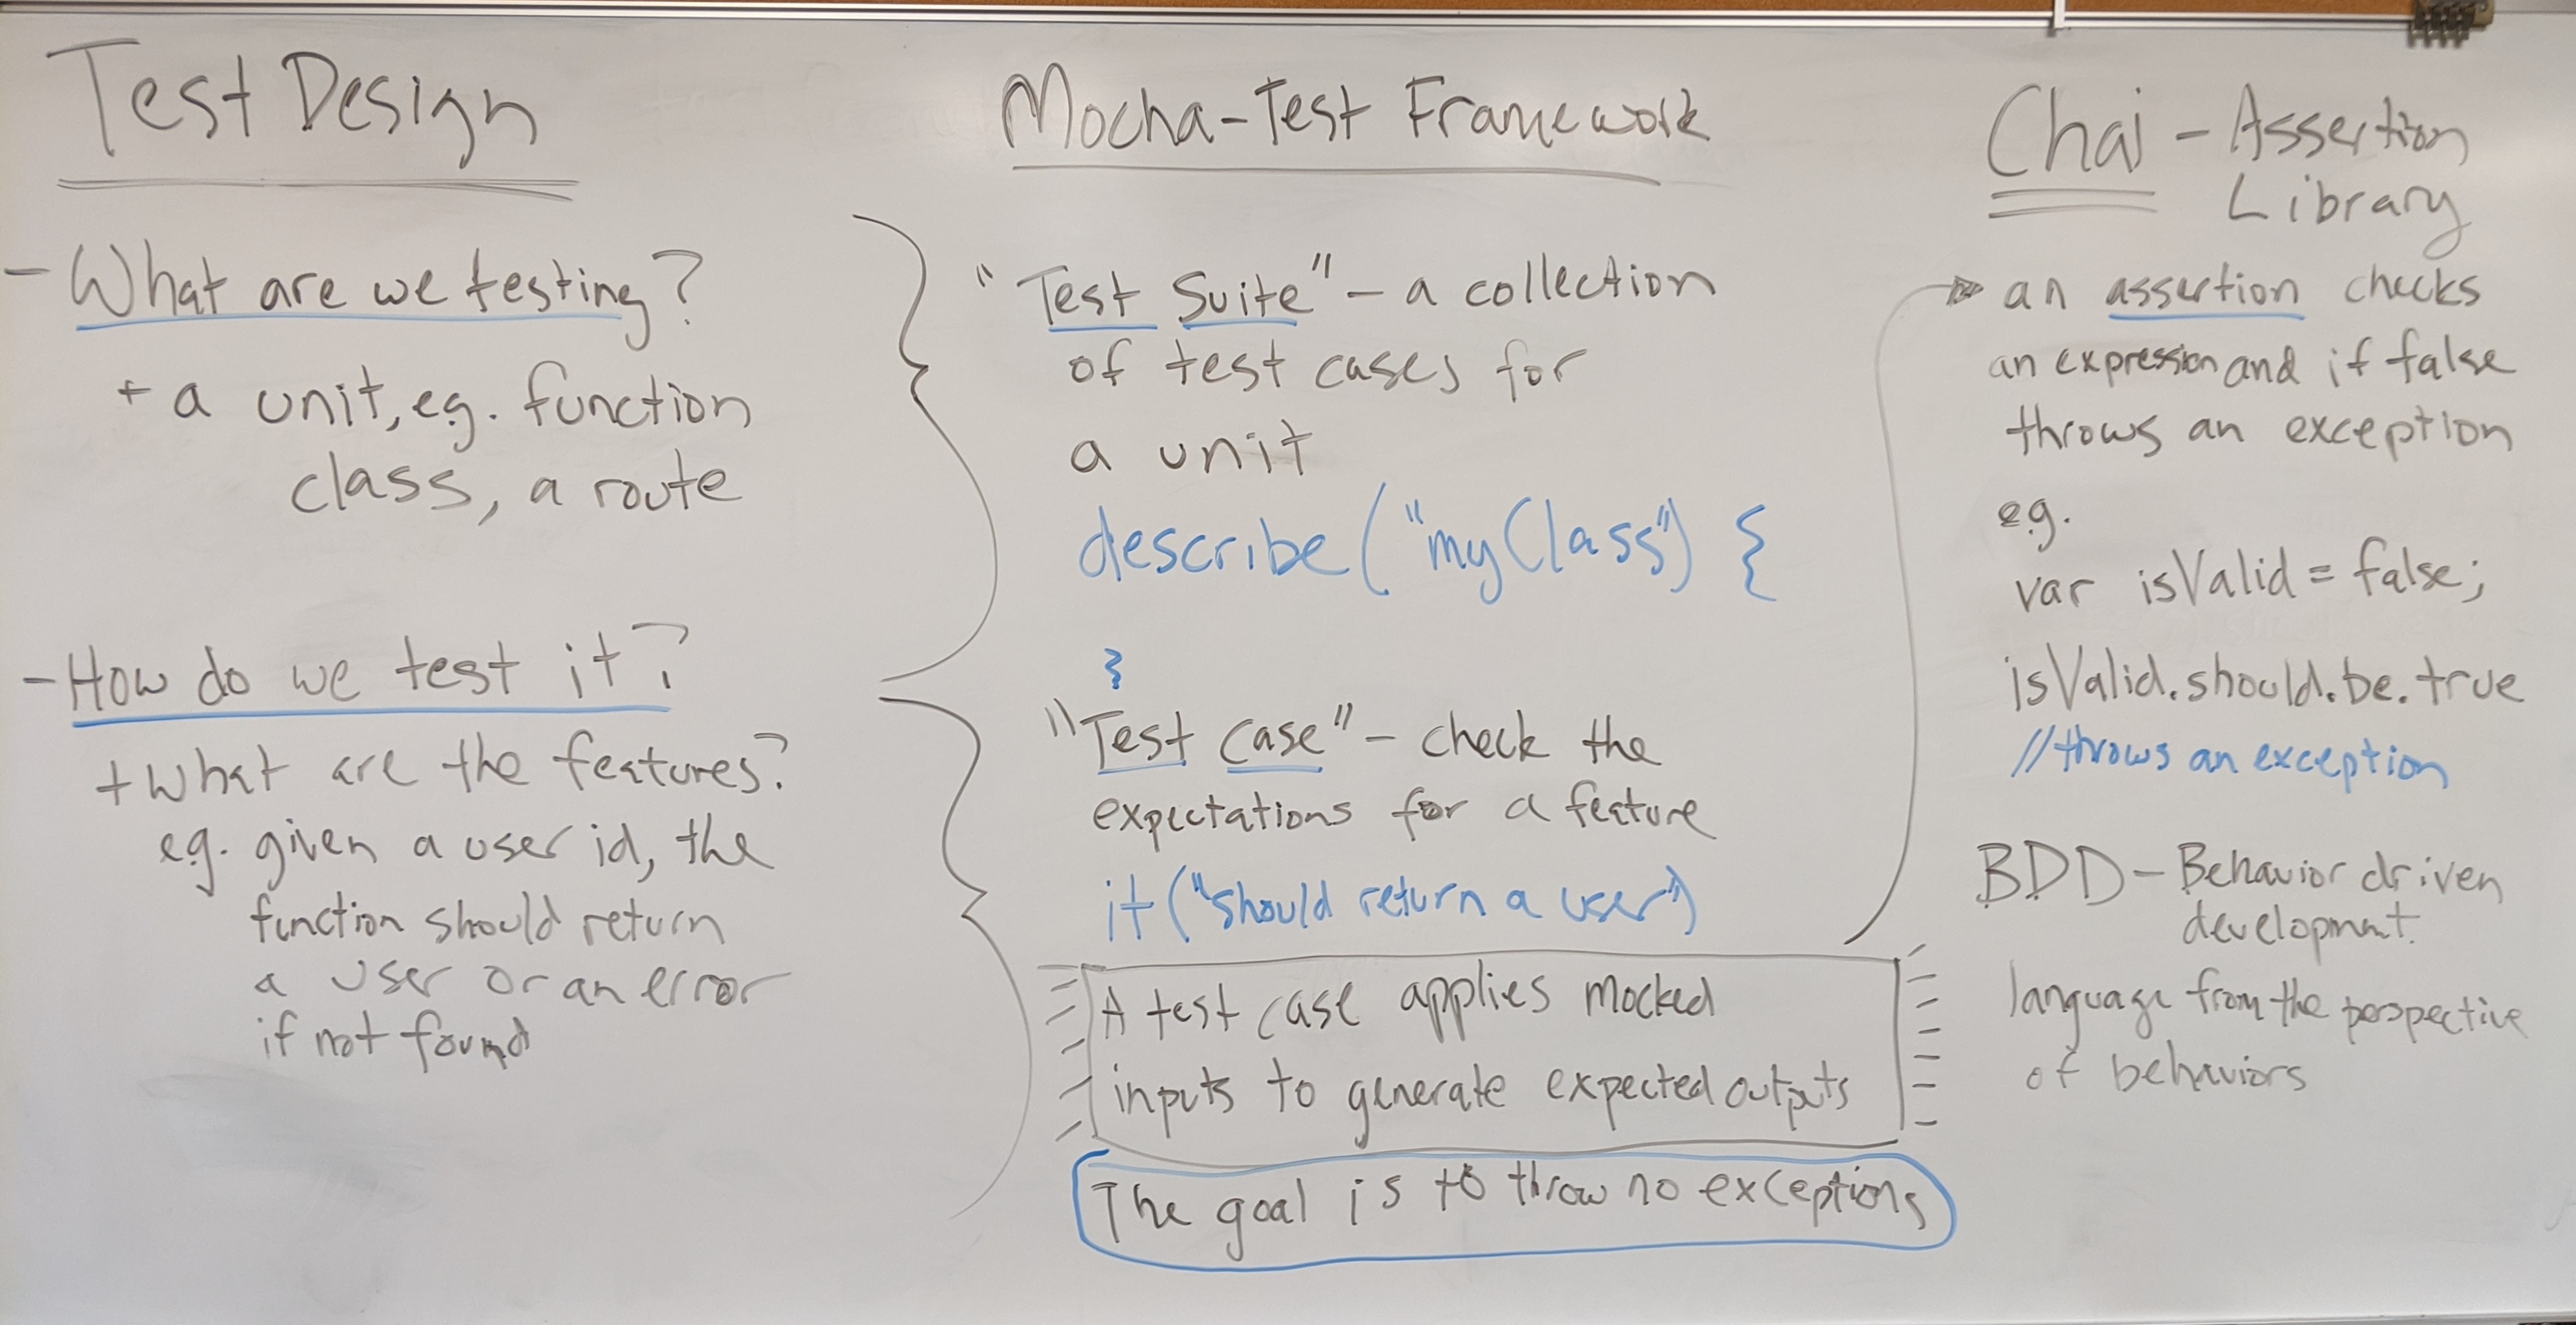 Test Design
- What are we testing?
+ a unit, eg. function
class, a route
- How do we test it?
+ What are the features?
eg. given a user id, the
function should return
a user or an error
if not found
Mocha-Test Framework
"Test Suite" - a collection
of test cases for
a unit
describe("myClass") {
}
"Test case" - check the
expectations for a feature
it("should return a user")
A test case applies mocked
inputs to generate expected outputs
The goal is to throw no exceptions
Chai - Assertion
Library
an assertion checks
an expression and if false
throws an exception
eg.
var isValid = false;
isValid.should.be.true
//throws an exception
BDD - Behavior driven
development.
language from the perspective
of behaviors